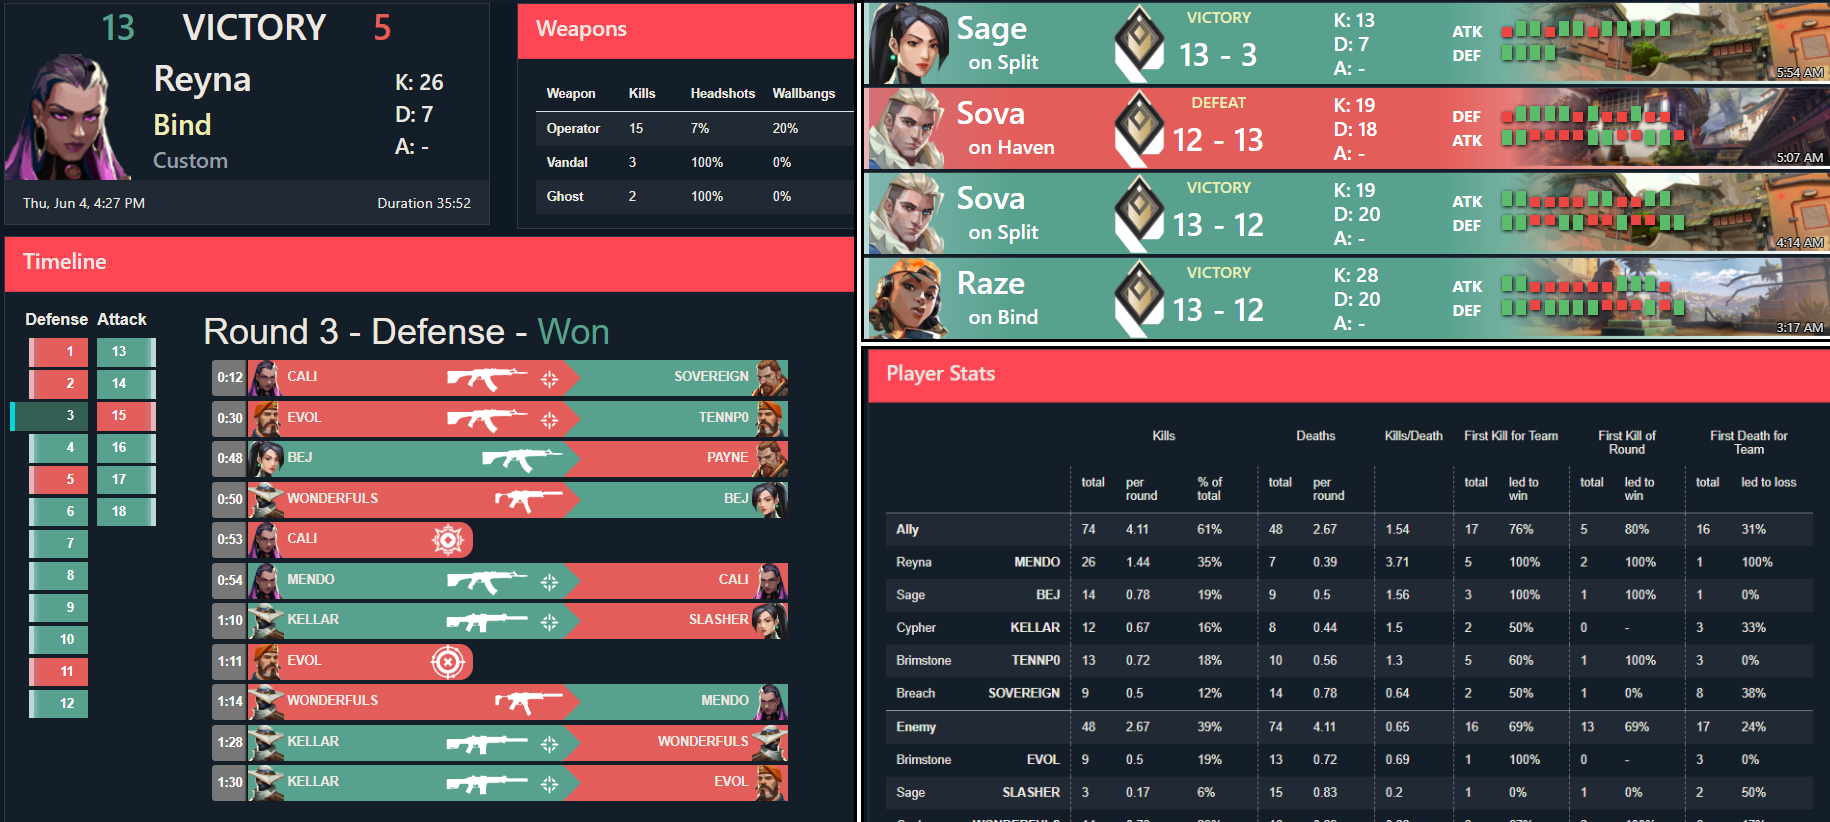 13 VICTORY 5
Reyna
Bind
Custom
K: 26
D: 7
A: -
Thu, Jun 4, 4:27 PM Duration 35:52
Weapons
Weapon Kills Headshots Wallbangs
Operator 15 7% 20%
Vandal 3 100% 0%
Ghost 2 100% 0%
Timeline
Defense Attack
1 13
2 14
3 15
4 16
5 17
6 18
7
8
9
10
11
12
Round 3 - Defense - Won
0:12 CALI SOVEREIGN
0:30 EVOL TENNP0
0:48 BEJ PAYNE
0:50 WONDERFULS BEJ
0:53 CALI
0:54 MENDO CALI
1:10 KELLAR SLASHER
1:11 EVOL
1:14 WONDERFULS MENDO
1:28 KELLAR WONDERFULS
1:30 KELLAR EVOL
Sage
on Split
VICTORY
13 - 3
K: 13
D: 7
A: -
ATK
DEF
5:54 AM
Sova
on Haven
DEFEAT
12 - 13
K: 19
D: 18
A: -
DEF
ATK
5:07 AM
Sova
on Split
VICTORY
13 - 12
K: 19
D: 20
A: -
ATK
DEF
4:14 AM
Raze
on Bind
VICTORY
13 - 12
K: 28
D: 20
A: -
ATK
DEF
3:17 AM
Player Stats
Kills Deaths Kills/Death First Kill for Team First Kill of Round First Death for Team
total per round % of total total per round total led to win total led to win total led to loss
Ally 74 4.11 61% 48 2.67 1.54 17 76% 5 80% 16 31%
Reyna MENDO 26 1.44 35% 7 0.39 3.71 5 100% 2 100% 1 100%
Sage BEJ 14 0.78 19% 9 0.5 1.56 3 100% 1 100% 1 0%
Cypher KELLAR 12 0.67 16% 8 0.44 1.5 2 50% 0 - 3 33%
Brimstone TENNP0 13 0.72 18% 10 0.56 1.3 5 60% 1 100% 3 0%
Breach SOVEREIGN 9 0.5 12% 14 0.78 0.64 2 50% 1 0% 8 38%
Enemy 48 2.67 39% 74 4.11 0.65 16 69% 13 69% 17 24%
Brimstone EVOL 9 0.5 19% 13 0.72 0.69 1 100% 0 - 3 0%
Sage SLASHER 3 0.17 6% 15 0.83 0.2 1 0% 1 0% 2 50%